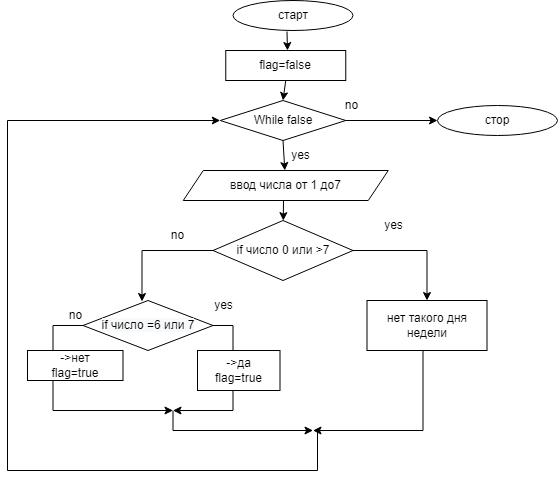 старт
flag=false
While false
no
стор
yes
ввод числа от 1 до7
if число 0 или >7
no
yes
if число =6 или 7
no
yes
нет такого дня
недели
->нет
flag=true
->да
flag=true